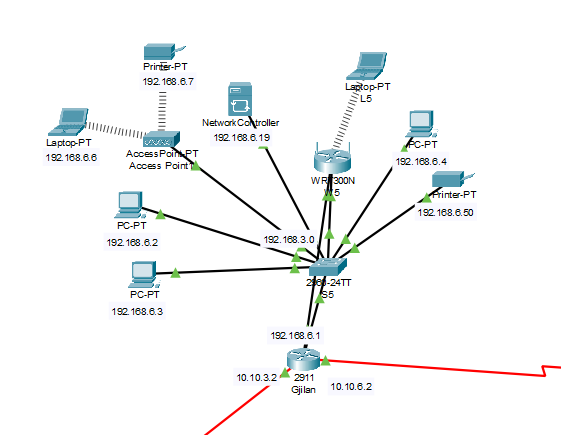 Printer-PT
192.168.6.7
Laptop-PT
192.168.6.6
AccessPoint-PT
Access Point
NetworkController
192.168.6.19
Laptop-PT
L5
PC-PT
192.168.6.4
Printer-PT
192.168.6.50
PC-PT
192.168.6.2
192.168.3.0
PC-PT
192.168.6.3
2960-24TT
S5
192.168.6.1
10.10.3.2
2911
Gjilan
10.10.6.2